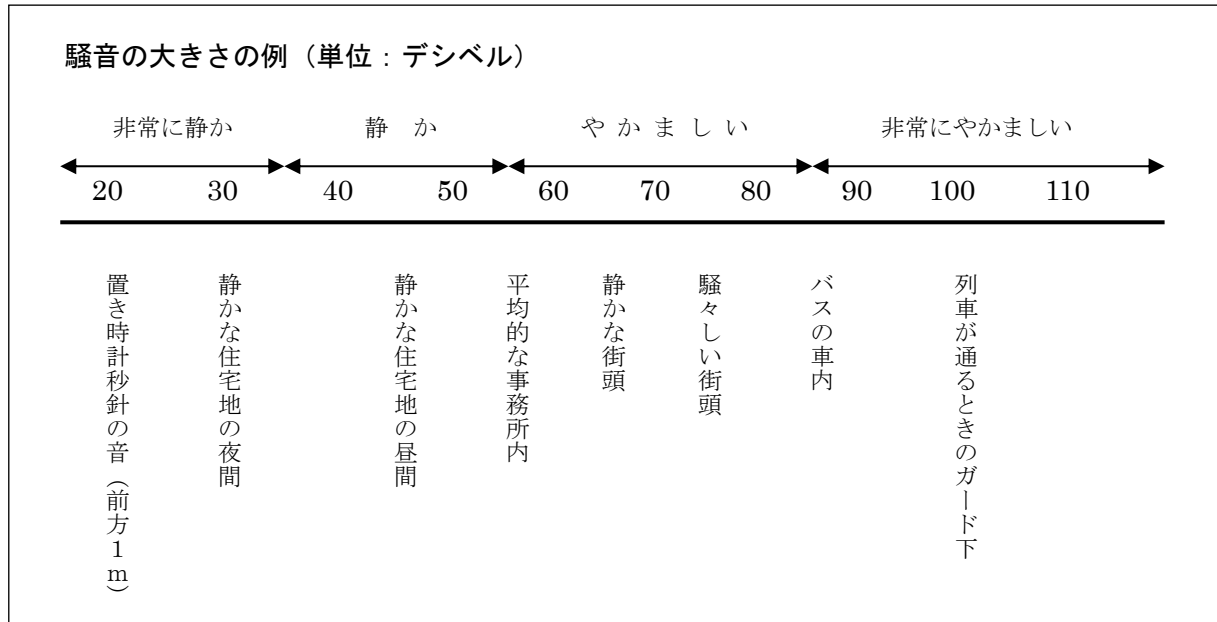 騒音の大きさの例（単位：デシベル）
非常に静か 静 か や か ま し い 非常にやかましい
20 30 40 50 60 70 80 90 100 110
置き時計秒針の音（前方１ｍ）
静かな住宅地の夜間
静かな住宅地の昼間
平均的な事務所内
静かな街頭
騒々しい街頭
バスの車内
列車が通るときのガード下